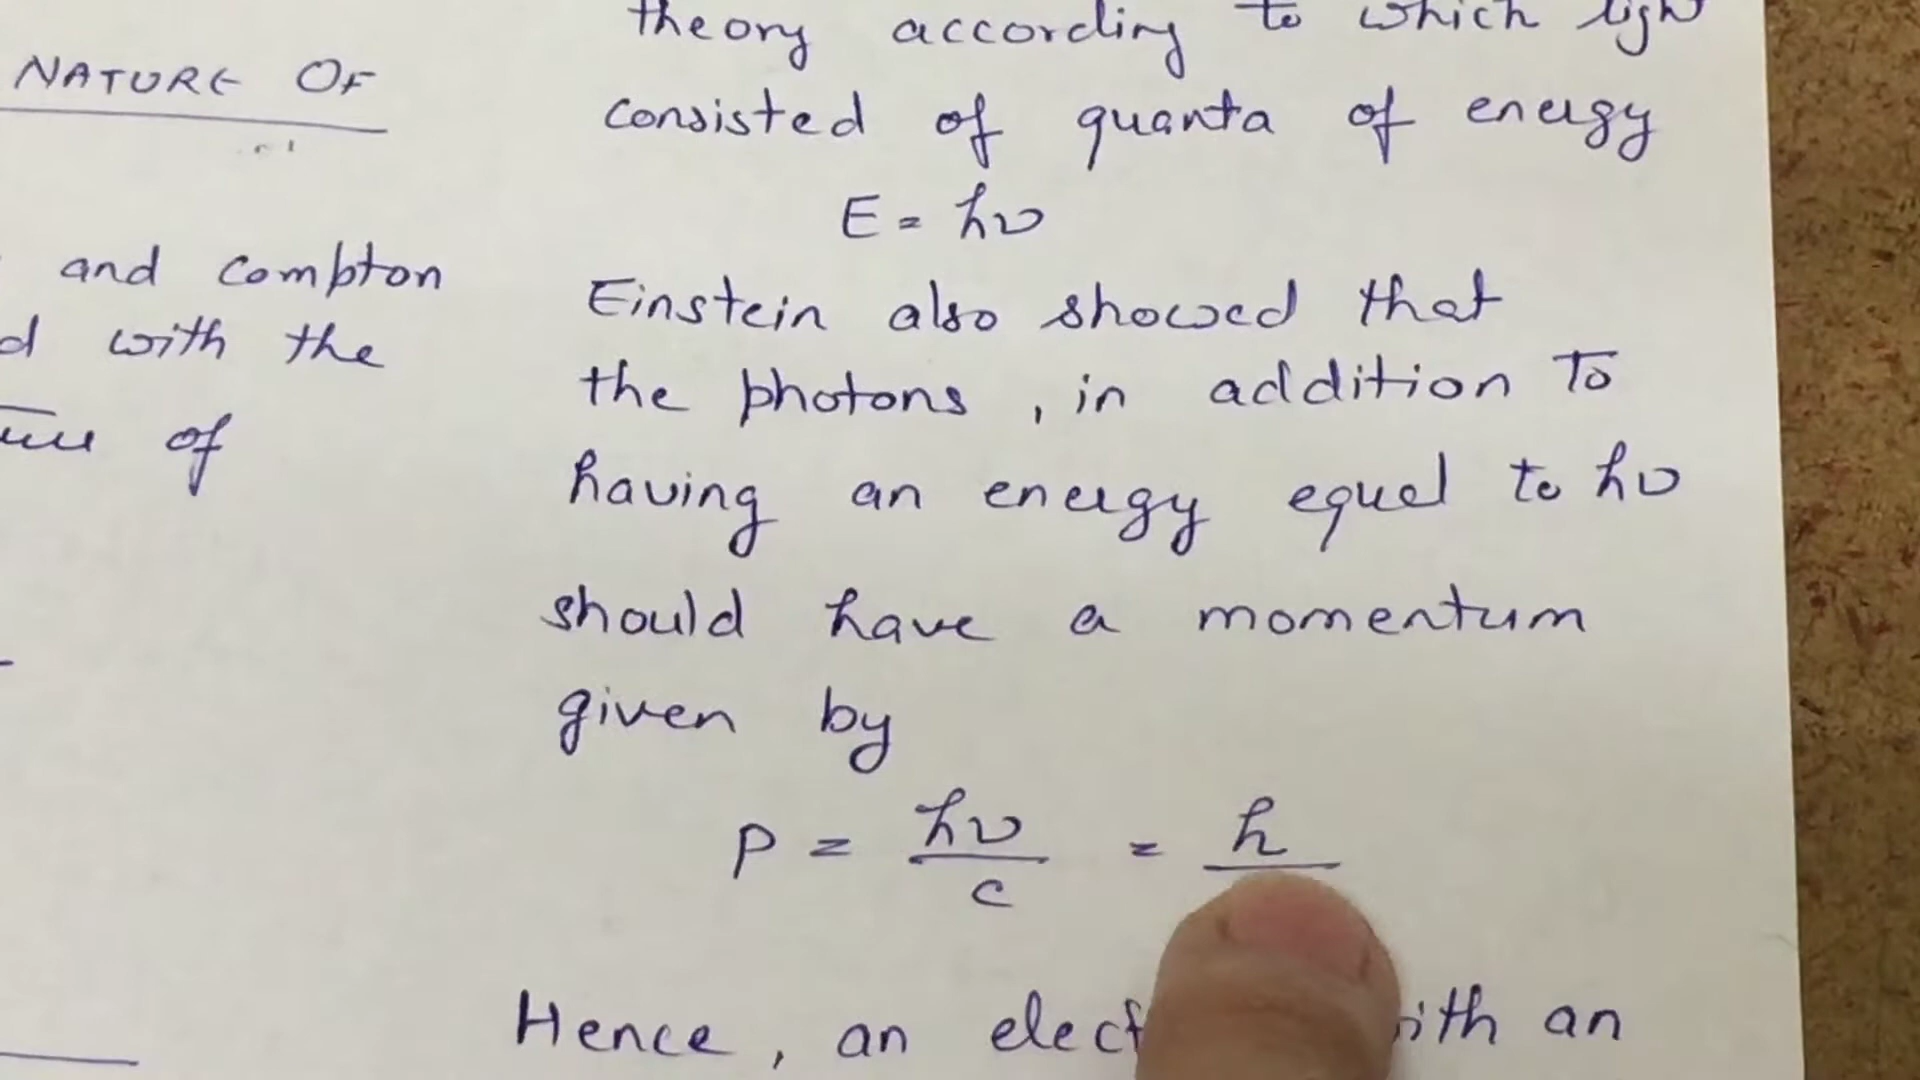 NATURE OF
and compton
with the
of
theory according to which light
consisted of quanta of energy
E = hν
Einstein also showed that
the photons, in addition to
having an energy equal to hν
should have a momentum
given by
P = hν/c = h
Hence, an elect ith an